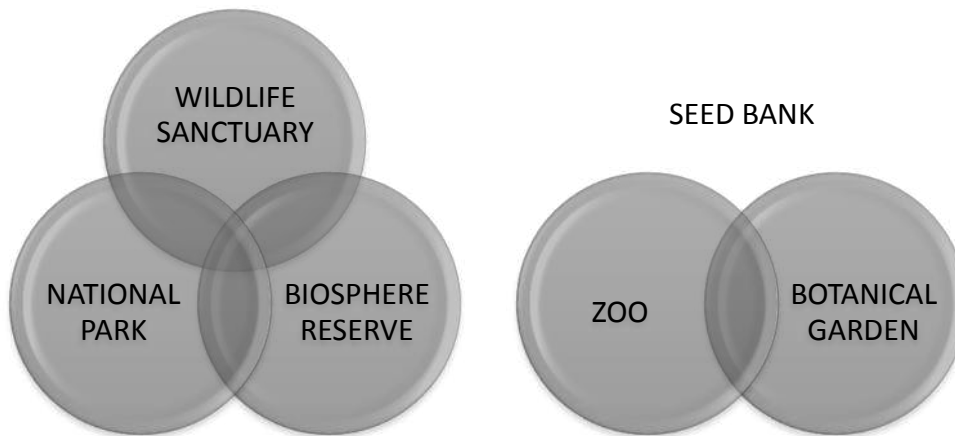 WILDLIFE
SANCTUARY
NATIONAL
PARK
BIOSPHERE
RESERVE
SEED BANK
ZOO
BOTANICAL
GARDEN